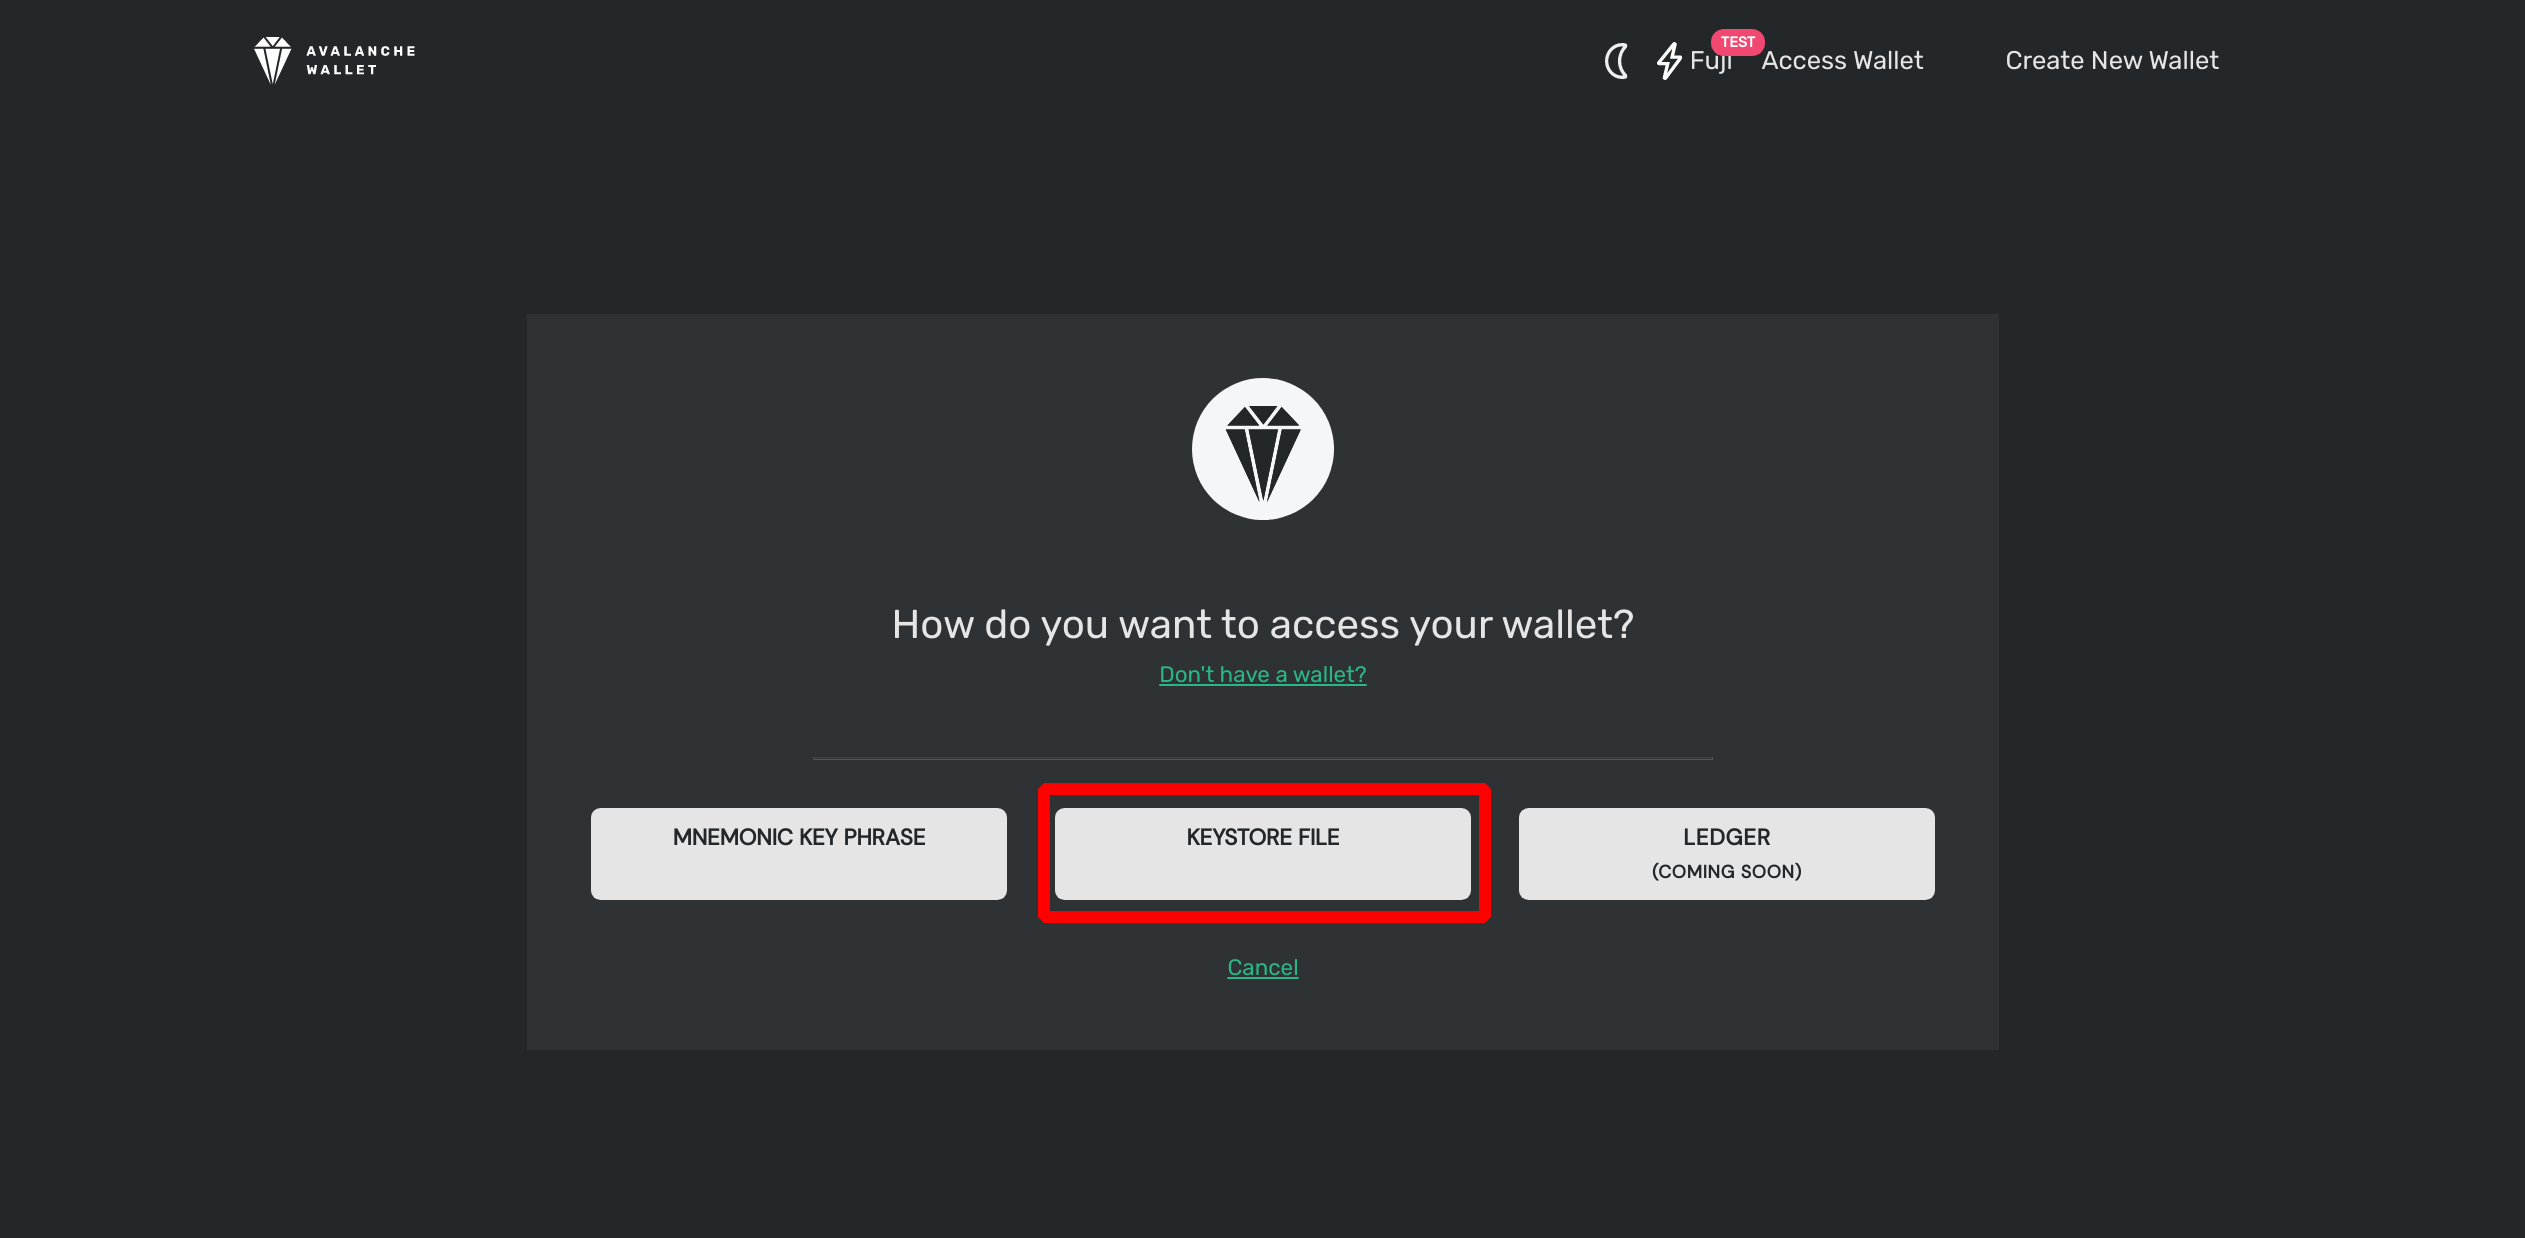 AVALANCHE
WALLET
TEST
Fuji
Access Wallet
Create New Wallet
How do you want to access your wallet?
Don't have a wallet?
MNEMONIC KEY PHRASE
KEYSTORE FILE
LEDGER
(COMING SOON)
Cancel